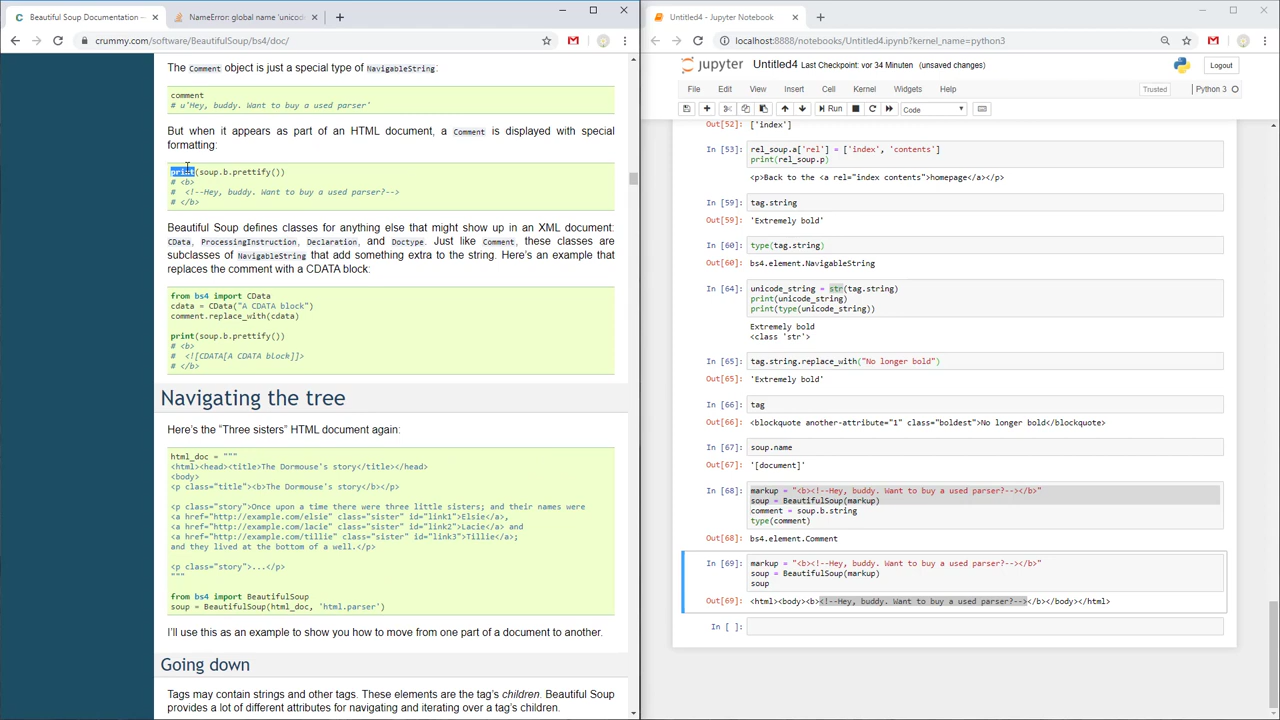 Beautiful Soup Documentation —
NameError: global name 'unicod
crummy.com/software/BeautifulSoup/bs4/doc/
The Comment object is just a special type of NavigableString:
comment
# u'Hey, buddy. Want to buy a used parser'
But when it appears as part of an HTML document, a Comment is displayed with special
formatting:
print(soup.b.prettify())
# <b>
#  <!--Hey, buddy. Want to buy a used parser?-->
# </b>
Beautiful Soup defines classes for anything else that might show up in an XML document:
CData, ProcessingInstruction, Declaration, and Doctype. Just like Comment, these classes are
subclasses of NavigableString that add something extra to the string. Here's an example that
replaces the comment with a CDATA block:
from bs4 import CData
cdata = CData("A CDATA block")
comment.replace_with(cdata)
print(soup.b.prettify())
# <b>
#  <![CDATA[A CDATA block]]>
# </b>
Navigating the tree
Here's the “Three sisters” HTML document again:
html_doc = """
<html><head><title>The Dormouse's story</title></head>
<body>
<p class="title"><b>The Dormouse's story</b></p>
<p class="story">Once upon a time there were three little sisters; and their names were
<a href="http://example.com/elsie" class="sister" id="link1">Elsie</a>,
<a href="http://example.com/lacie" class="sister" id="link2">Lacie</a> and
<a href="http://example.com/tillie" class="sister" id="link3">Tillie</a>;
and they lived at the bottom of a well.</p>
<p class="story">...</p>
"""
from bs4 import BeautifulSoup
soup = BeautifulSoup(html_doc, 'html.parser')
I'll use this as an example to show you how to move from one part of a document to another.
Going down
Tags may contain strings and other tags. These elements are the tag's children. Beautiful Soup
provides a lot of different attributes for navigating and iterating over a tag's children.
Untitled4 - Jupyter Notebook
localhost:8888/notebooks/Untitled4.ipynb?kernel_name=python3
jupyter Untitled4 Last Checkpoint: vor 34 Minuten (unsaved changes)
Logout
File Edit View Insert Cell Kernel Widgets Help
Trusted Python 3
Run Code
Out[52]: ['index']
In [53]: rel_soup.a['rel'] = ['index', 'contents']
print(rel_soup.p)
<p>Back to the <a rel="index contents">homepage</a></p>
In [59]: tag.string
Out[59]: 'Extremely bold'
In [60]: type(tag.string)
Out[60]: bs4.element.NavigableString
In [64]: unicode_string = str(tag.string)
print(unicode_string)
print(type(unicode_string))
Extremely bold
<class 'str'>
In [65]: tag.string.replace_with("No longer bold")
Out[65]: 'Extremely bold'
In [66]: tag
Out[66]: <blockquote another-attribute="1" class="boldest">No longer bold</blockquote>
In [67]: soup.name
Out[67]: '[document]'
In [68]: markup = "<b><!--Hey, buddy. Want to buy a used parser?--></b>"
soup = BeautifulSoup(markup)
comment = soup.b.string
type(comment)
Out[68]: bs4.element.Comment
In [69]: markup = "<b><!--Hey, buddy. Want to buy a used parser?--></b>"
soup = BeautifulSoup(markup)
soup
Out[69]: <html><body><b><!--Hey, buddy. Want to buy a used parser?--></b></body></html>
In [ ]: